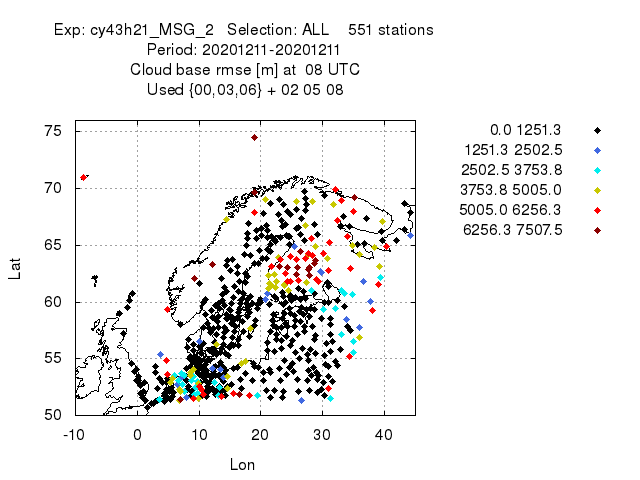 Exp: cy43h21_MSG_2 Selection: ALL 551 stations
Period: 20201211-20201211
Cloud base rmse [m] at 08 UTC
Used {00,03,06} + 02 05 08
0.0 1251.3
1251.3 2502.5
2502.5 3753.8
3753.8 5005.0
5005.0 6256.3
6256.3 7507.5
75
70
65
60
55
50
Lat
-10 0 10 20 30 40
Lon